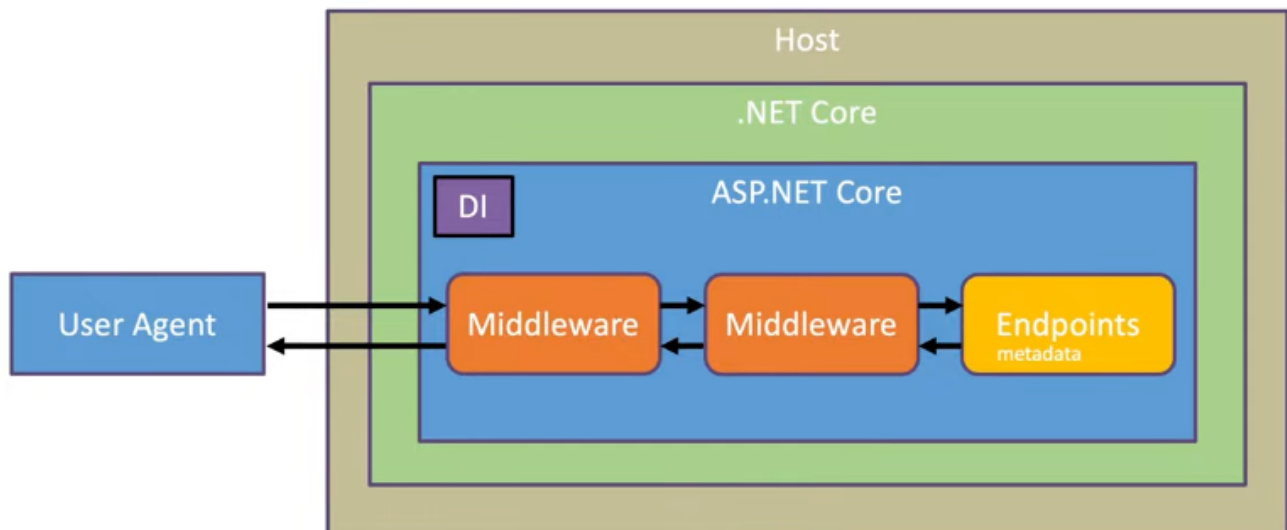 Host
.NET Core
ASP.NET Core
DI
User Agent
Middleware
Middleware
Endpoints
metadata